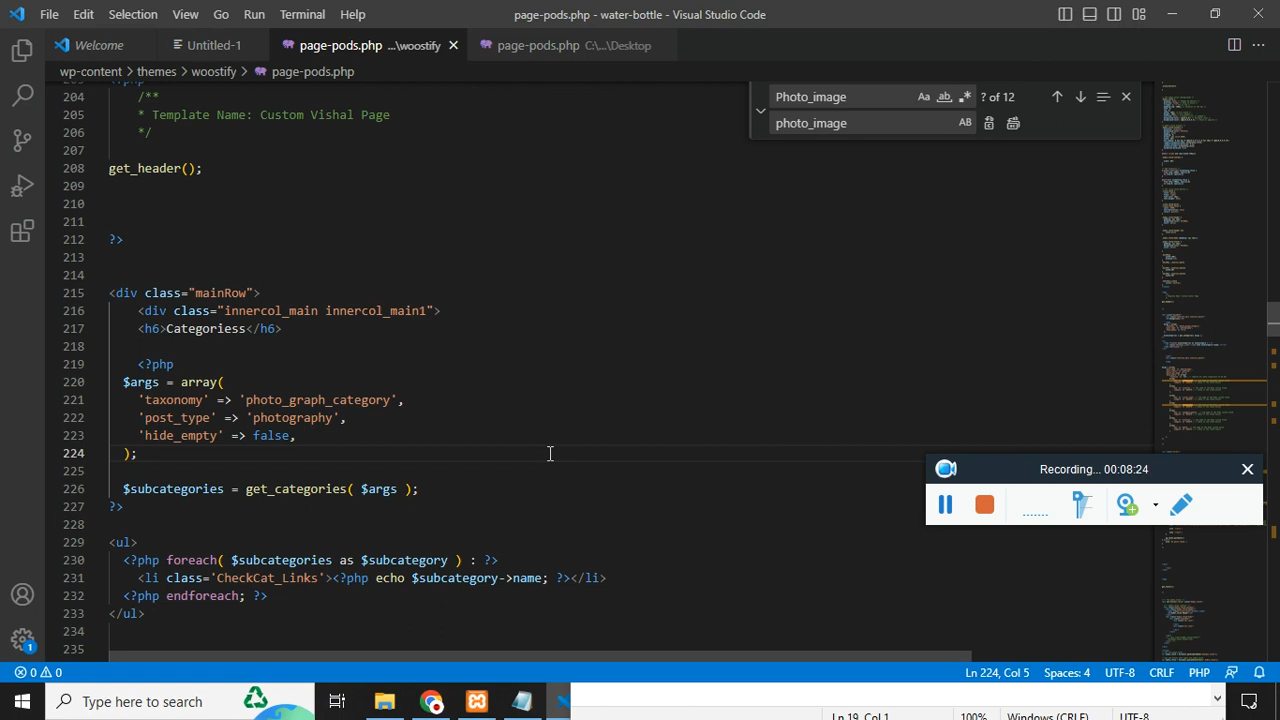 File Edit Selection View Go Run Terminal Help page-pods.php - water-bottle - Visual Studio Code
Welcome Untitled-1 page-pods.php ...\woostify page-pods.php C:\...\Desktop
wp-content > themes > woostify > page-pods.php
Photo_image Aa ab .* ? of 12
photo_image AB
204 /**
205 * Template Name: Custom Vishal Page
206 */
207
208 get_header();
209
210
211
212 ?>
213
214
215 <div class="mainRow">
216 <div class="innercol_main innercol_main1">
217 <h6>Categoriess</h6>
218
219 <?php
220 $args = array(
221 'taxonomy' => 'photo_graph_category',
222 'post_type' => 'photography',
223 'hide_empty' => false,
224 );
225
226 $subcategories = get_categories( $args );
227 ?>
228
229 <ul>
230 <?php foreach( $subcategories as $subcategory ) : ?>
231 <li class='CheckCat_Links'><?php echo $subcategory->name; ?></li>
232 <?php endforeach; ?>
233 </ul>
234
235
Recording... 00:08:24
1
0 0 Ln 224, Col 5 Spaces: 4 UTF-8 CRLF PHP
Type here to search
Ln 19, Col 1 100% Windows (CRLF) UTF-8